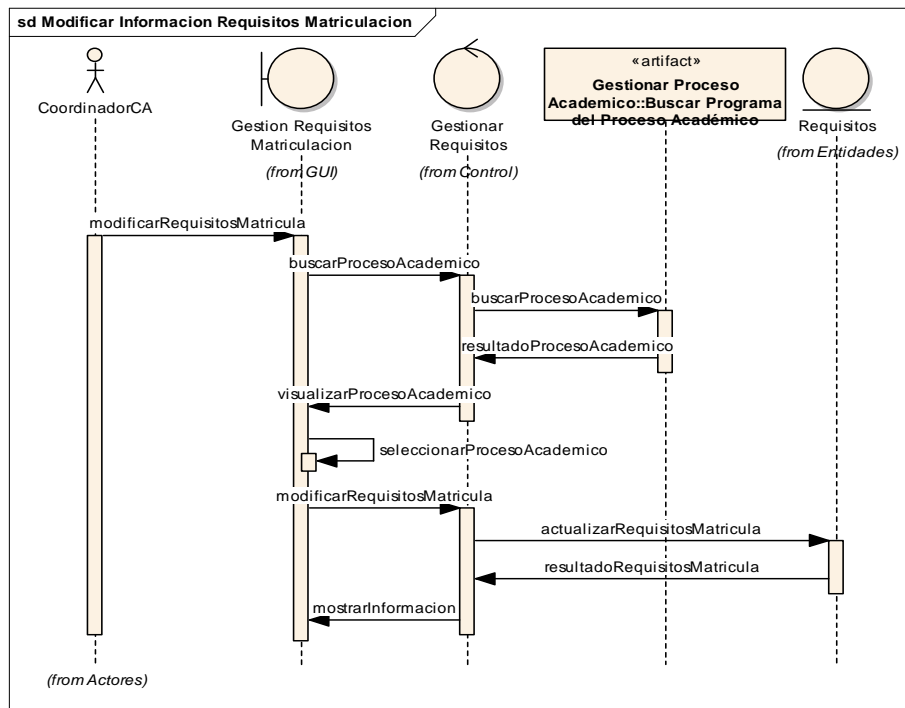 sd Modificar Informacion Requisitos Matriculacion
CoordinadorCA
Gestion Requisitos
Matriculacion
(from GUI)
Gestionar
Requisitos
(from Control)
«artifact»
Gestionar Proceso
Academico::Buscar Programa
del Proceso Académico
Requisitos
(from Entidades)
modificarRequisitosMatricula
buscarProcesoAcademico
buscarProcesoAcademico
resultadoProcesoAcademico
visualizarProcesoAcademico
seleccionarProcesoAcademico
modificarRequisitosMatricula
actualizarRequisitosMatricula
resultadoRequisitosMatricula
mostrarInformacion
(from Actores)